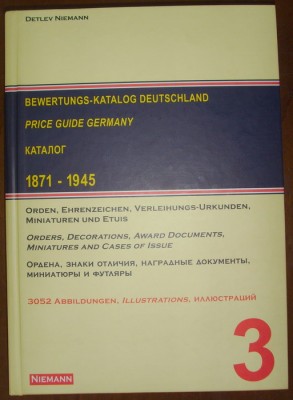 Detlev Niemann
BEWERTUNGS-KATALOG DEUTSCHLAND
PRICE GUIDE GERMANY
КАТАЛОГ
1871 - 1945
Orden, Ehrenzeichen, Verleihungs-Urkunden,
Miniaturen und Etuis
Orders, Decorations, Award Documents,
Miniatures and Cases of Issue
Ордена, знаки отличия, наградные документы,
миниатюры и футляры
3052 Abbildungen, Illustrations, иллюстраций
3
Niemann